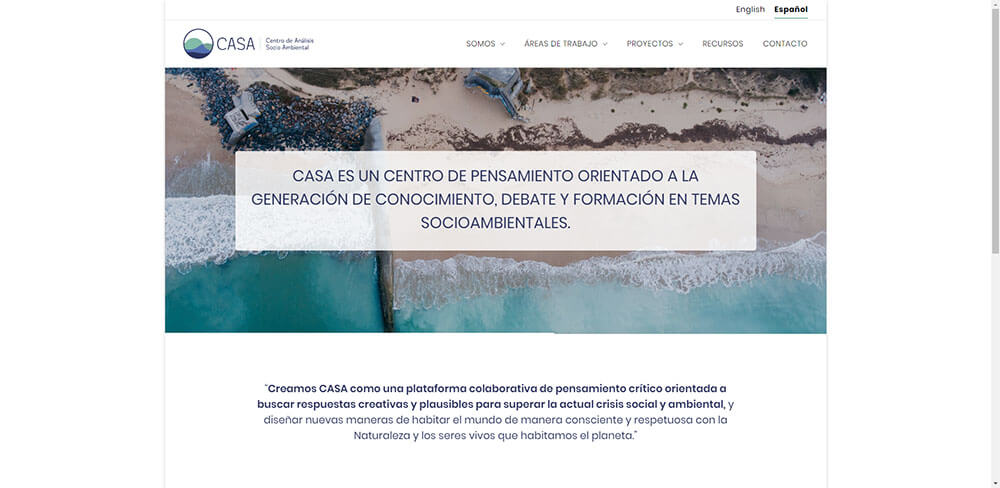 English Español
CASA Centro de Análisis
Socio Ambiental
SOMOS ÁREAS DE TRABAJO PROYECTOS RECURSOS CONTACTO
CASA ES UN CENTRO DE PENSAMIENTO ORIENTADO A LA
GENERACIÓN DE CONOCIMIENTO, DEBATE Y FORMACIÓN EN TEMAS
SOCIOAMBIENTALES.
"Creamos CASA como una plataforma colaborativa de pensamiento crítico orientada a
buscar respuestas creativas y plausibles para superar la actual crisis social y ambiental, y
diseñar nuevas maneras de habitar el mundo de manera consciente y respetuosa con la
Naturaleza y los seres vivos que habitamos el planeta."